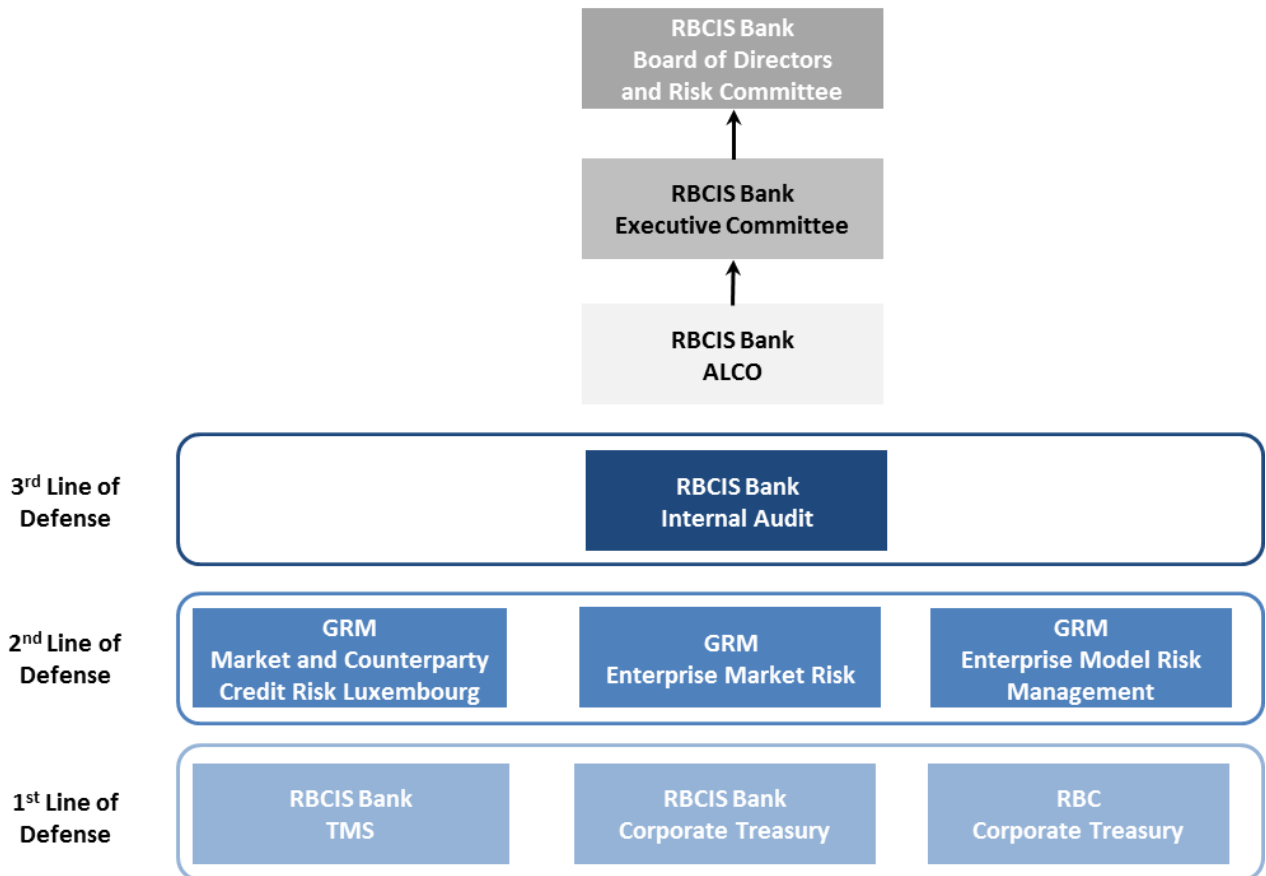 RBCIS Bank
Board of Directors
and Risk Committee
RBCIS Bank
Executive Committee
RBCIS Bank
ALCO
3rd Line of
Defense
RBCIS Bank
Internal Audit
2nd Line of
Defense
GRM
Market and Counterparty
Credit Risk Luxembourg
GRM
Enterprise Market Risk
GRM
Enterprise Model Risk
Management
1st Line of
Defense
RBCIS Bank
TMS
RBCIS Bank
Corporate Treasury
RBC
Corporate Treasury